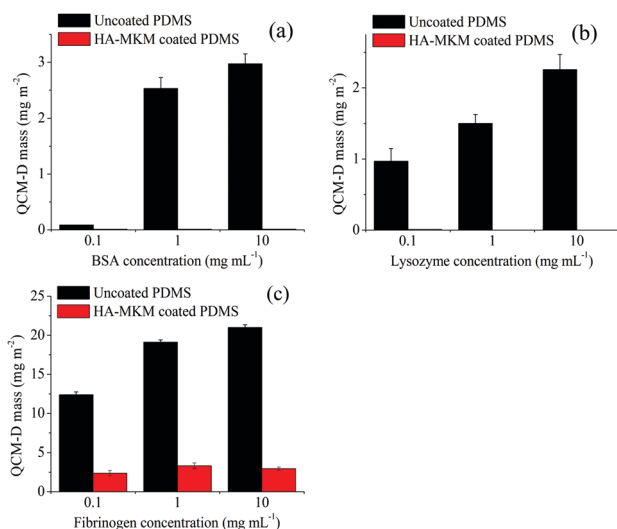 Uncoated PDMS
HA-MKM coated PDMS
(a)
QCM-D mass (mg m⁻²)
3
2
1
0
0.1 1 10
BSA concentration (mg mL⁻¹)
Uncoated PDMS
HA-MKM coated PDMS
(b)
QCM-D mass (mg m⁻²)
2
1
0
0.1 1 10
Lysozyme concentration (mg mL⁻¹)
Uncoated PDMS
HA-MKM coated PDMS
(c)
QCM-D mass (mg m⁻²)
25
20
15
10
5
0
0.1 1 10
Fibrinogen concentration (mg mL⁻¹)